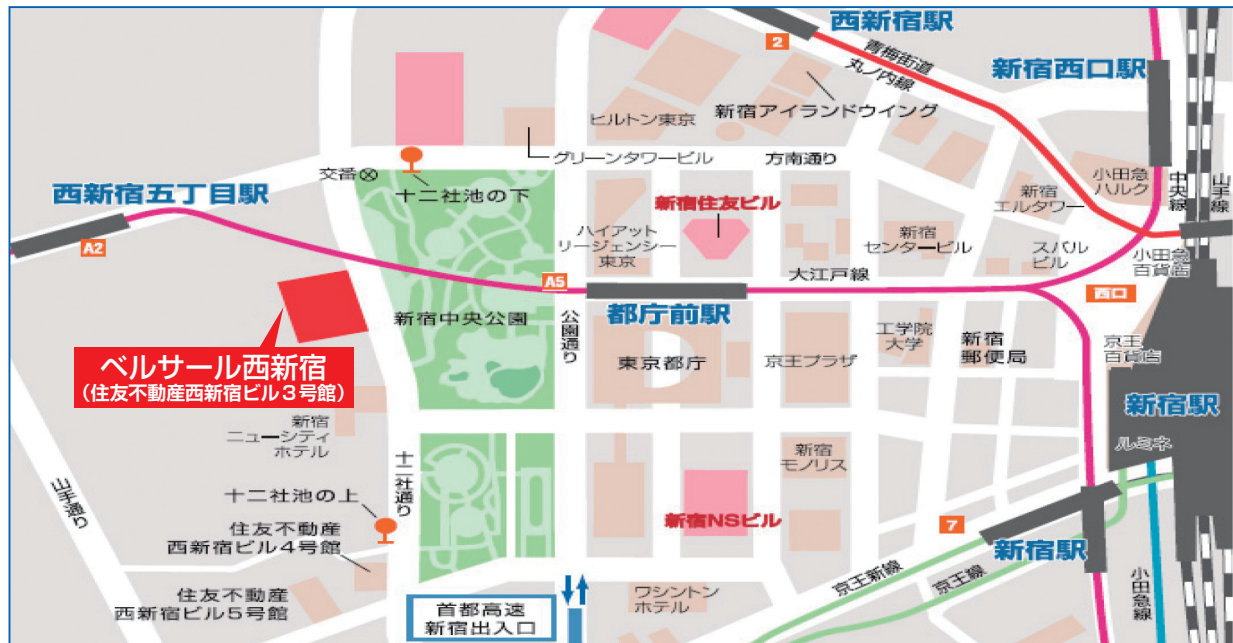 西新宿駅
2
青梅街道
丸ノ内線
新宿西口駅
新宿アイランドウイング
ヒルトン東京
グリーンタワービル
方南通り
交番
十二社池の下
西新宿五丁目駅
A2
新宿住友ビル
ハイアット
リージェンシー
東京
新宿
センタービル
新宿
エルタワー
小田急
ハルク
中央線
山手線
スバル
ビル
小田急
百貨店
大江戸線
A5
西口
新宿中央公園
公園通り
都庁前駅
東京都庁
京王プラザ
工学院
大学
新宿
郵便局
京王
百貨店
新宿駅
ルミネ
ベルサール西新宿
(住友不動産西新宿ビル3号館)
新宿
ニューシティ
ホテル
十二社通り
山手通り
十二社池の上
住友不動産
西新宿ビル4号館
住友不動産
西新宿ビル5号館
新宿
モノリス
新宿NSビル
7
新宿駅
京王新線
京王線
小田急線
ワシントン
ホテル
首都高速
新宿出入口